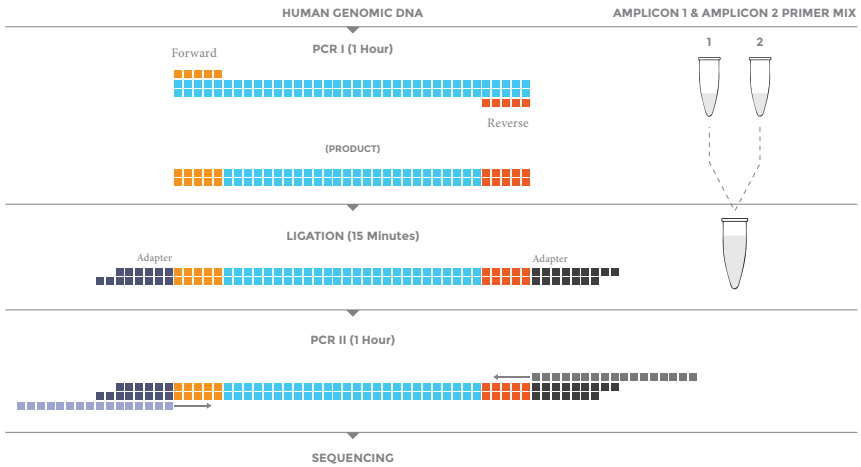 HUMAN GENOMIC DNA
AMPLICON 1 & AMPLICON 2 PRIMER MIX
PCR I (1 Hour)
1 2
Forward
Reverse
(PRODUCT)
LIGATION (15 Minutes)
Adapter
Adapter
PCR II (1 Hour)
SEQUENCING